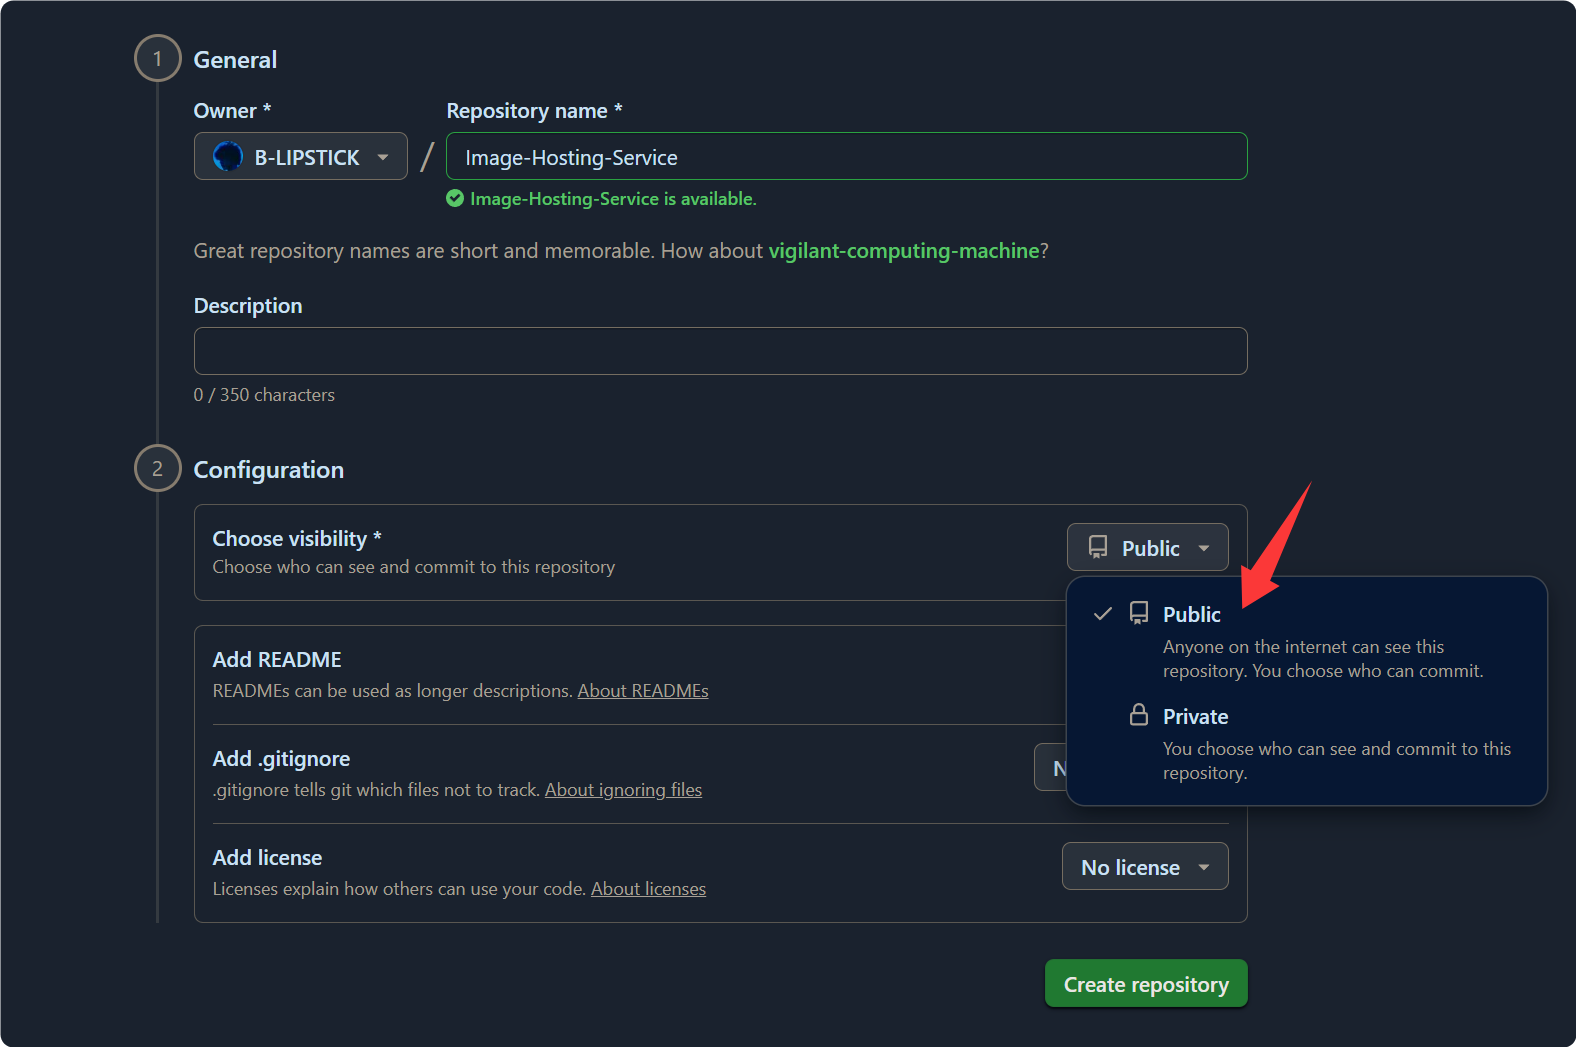 1
General
Owner *
Repository name *
B-LIPSTICK
/
Image-Hosting-Service
Image-Hosting-Service is available.
Great repository names are short and memorable. How about vigilant-computing-machine?
Description
0 / 350 characters
2
Configuration
Choose visibility *
Choose who can see and commit to this repository
Public
Public
Anyone on the internet can see this
repository. You choose who can commit.
Private
You choose who can see and commit to this
repository.
Add README
READMEs can be used as longer descriptions. About READMEs
Add .gitignore
.gitignore tells git which files not to track. About ignoring files
Add license
Licenses explain how others can use your code. About licenses
No license
Create repository